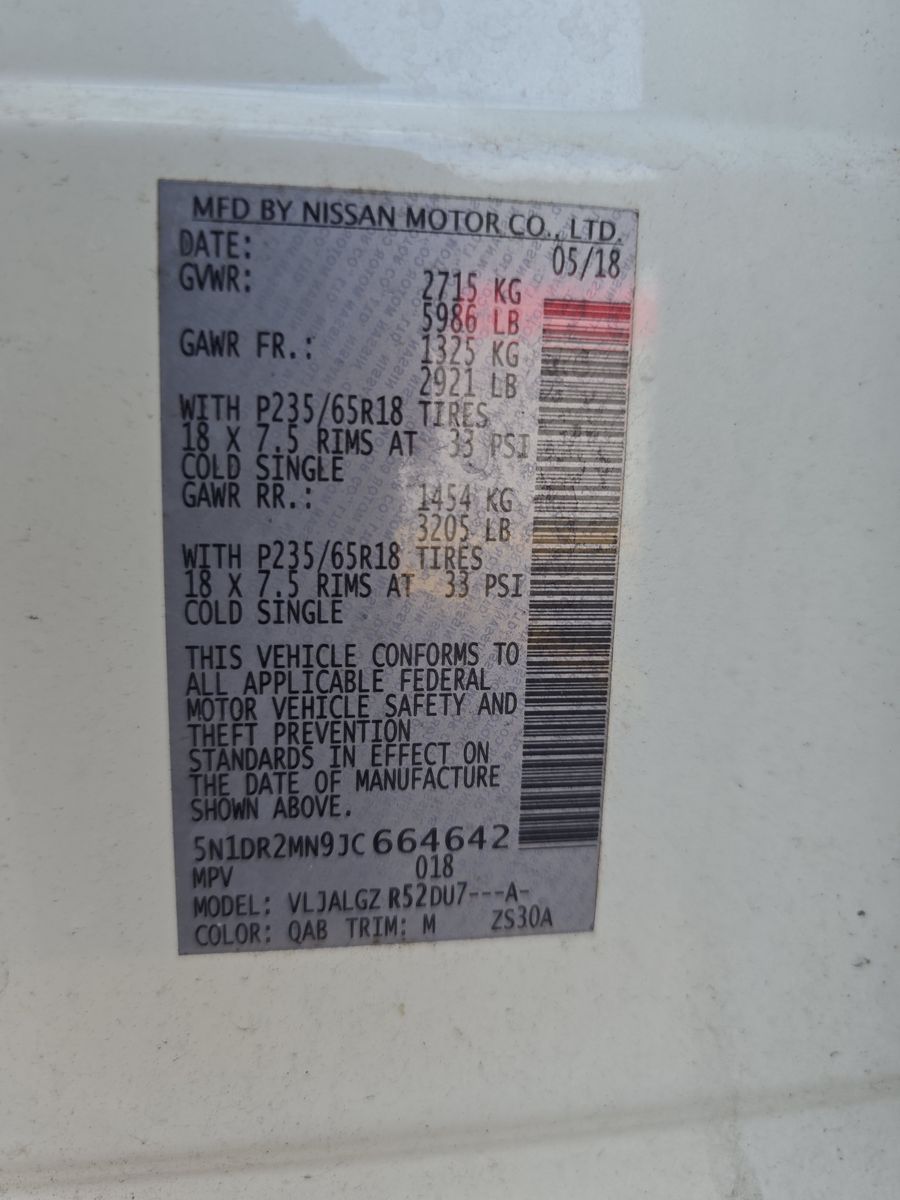 MFD BY NISSAN MOTOR CO., LTD.
DATE: 05/18
GVWR: 2715 KG
5986 LB
GAWR FR.: 1325 KG
2921 LB
WITH P235/65R18 TIRES
18 X 7.5 RIMS AT 33 PSI
COLD SINGLE
GAWR RR.: 1454 KG
3205 LB
WITH P235/65R18 TIRES
18 X 7.5 RIMS AT 33 PSI
COLD SINGLE
THIS VEHICLE CONFORMS TO
ALL APPLICABLE FEDERAL
MOTOR VEHICLE SAFETY AND
THEFT PREVENTION
STANDARDS IN EFFECT ON
THE DATE OF MANUFACTURE
SHOWN ABOVE.
5N1DR2MN9JC664642
MPV 018
MODEL: VLJALGZ R52DU7---A-
COLOR: QAB TRIM: M ZS30A